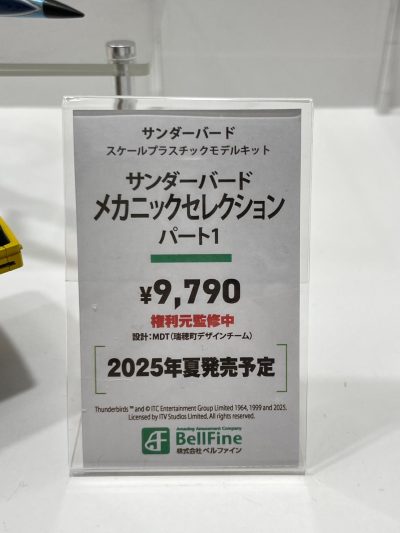 サンダーバード
スケールプラスチックモデルキット
サンダーバード
メカニックセレクション
パート1
¥9,790
権利元監修中
設計：MDT（瑞穂町デザインチーム）
2025年夏発売予定
Thunderbirds ™ and © ITC Entertainment Group Limited 1964, 1999 and 2025.
Licensed by ITV Studios Limited. All rights reserved.
Amazing Amusement Company
BellFine
株式会社 ベルファイン